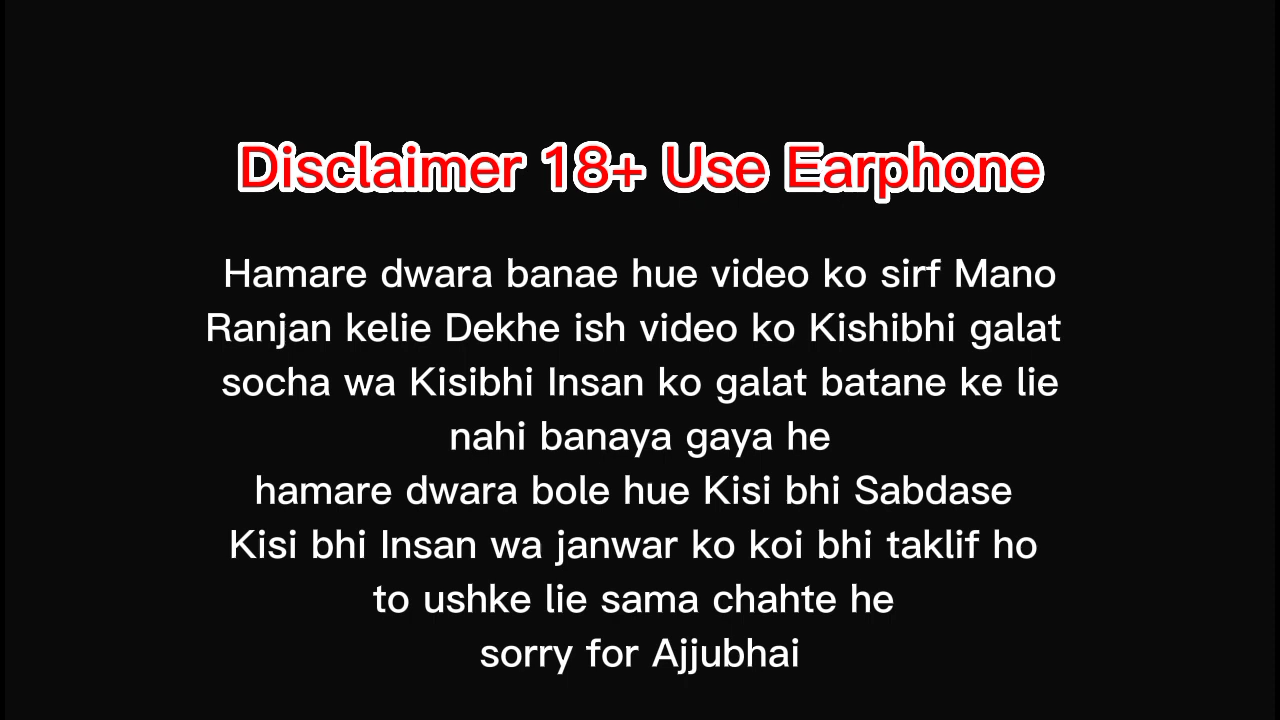 Disclaimer 18+ Use Earphone
Hamare dwara banae hue video ko sirf Mano
Ranjan kelie Dekhe ish video ko Kishibhi galat
socha wa Kisibhi Insan ko galat batane ke lie
nahi banaya gaya he
hamare dwara bole hue Kisi bhi Sabdase
Kisi bhi Insan wa janwar ko koi bhi taklif ho
to ushke lie sama chahte he
sorry for Ajjubhai